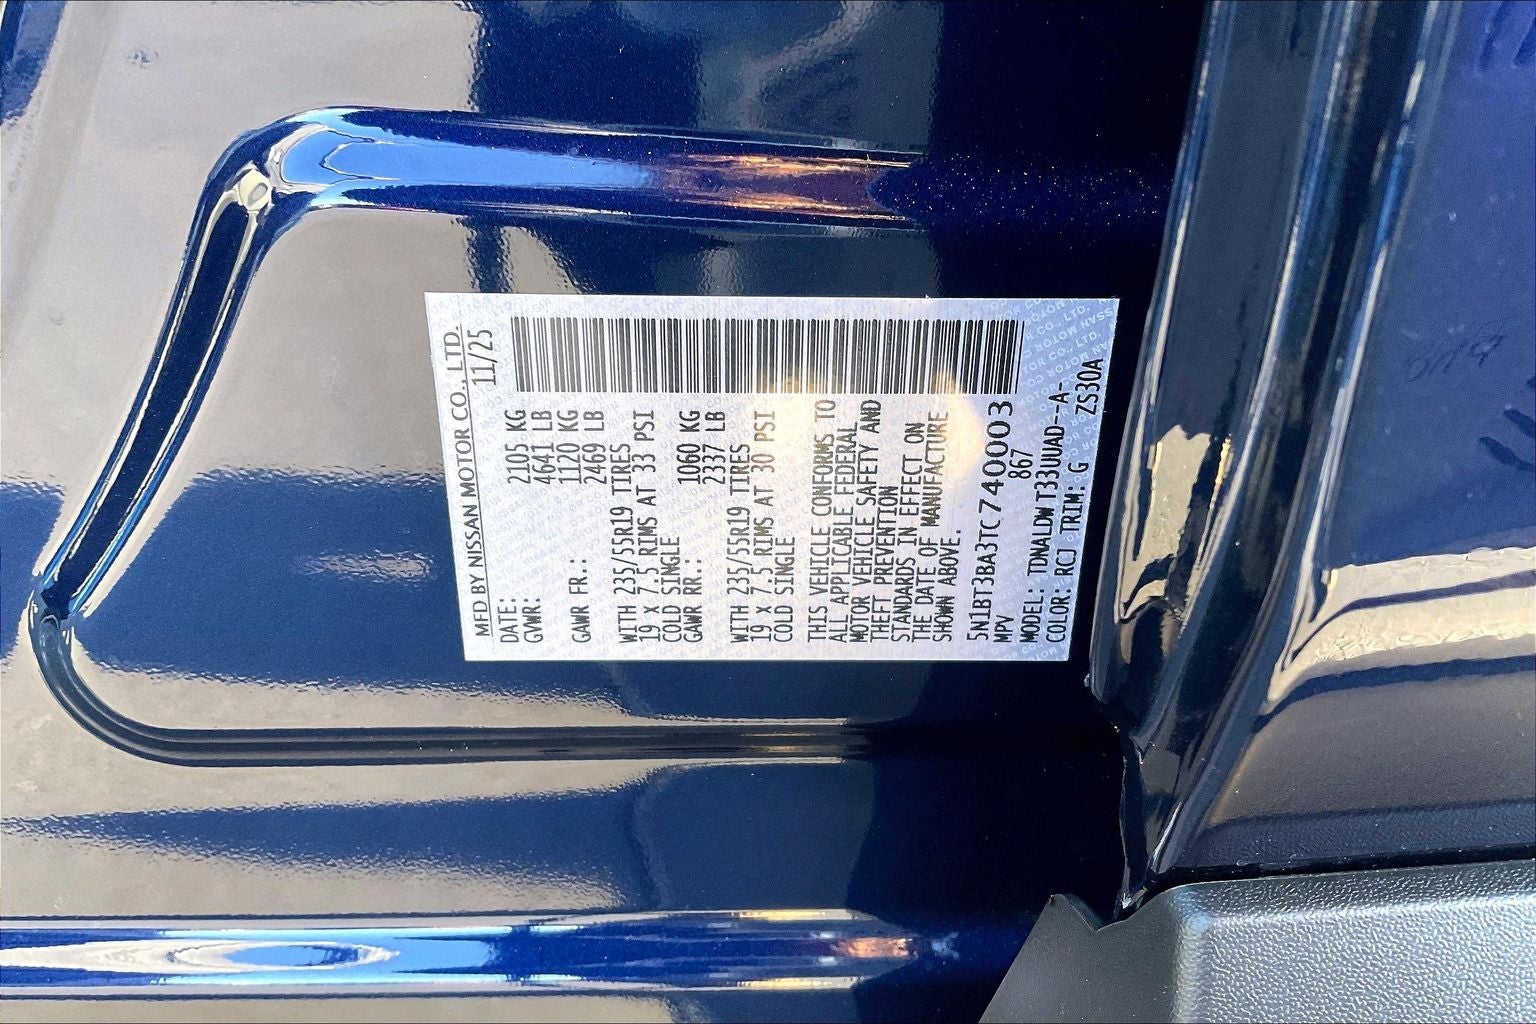 MFD BY NISSAN MOTOR CO., LTD.
DATE: 11/25
GVWR: 2105 KG
4641 LB
GAWR FR.: 1120 KG
2469 LB
WITH 235/55R19 TIRES
19 X 7.5 RIMS AT 33 PSI
COLD SINGLE
GAWR RR.: 1060 KG
2337 LB
WITH 235/55R19 TIRES
19 X 7.5 RIMS AT 30 PSI
COLD SINGLE
THIS VEHICLE CONFORMS TO
ALL APPLICABLE FEDERAL
MOTOR VEHICLE SAFETY AND
THEFT PREVENTION
STANDARDS IN EFFECT ON
THE DATE OF MANUFACTURE
SHOWN ABOVE.
5N1BT3BA3TC740003
MPV 867
MODEL: TDNALDW T33UUAD--A-
COLOR: RCJ TRIM: G ZS30A